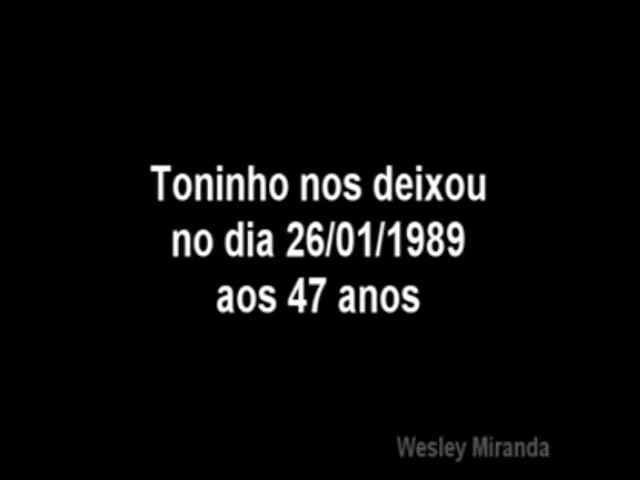 Toninho nos deixou
no dia 26/01/1989
aos 47 anos
Wesley Miranda